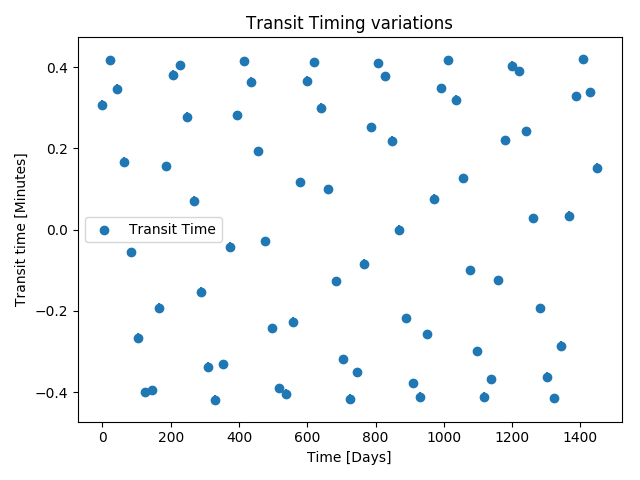 Transit Timing variations
Transit time [Minutes]
0.4
0.2
0.0
−0.2
−0.4
Transit Time
0 200 400 600 800 1000 1200 1400
Time [Days]